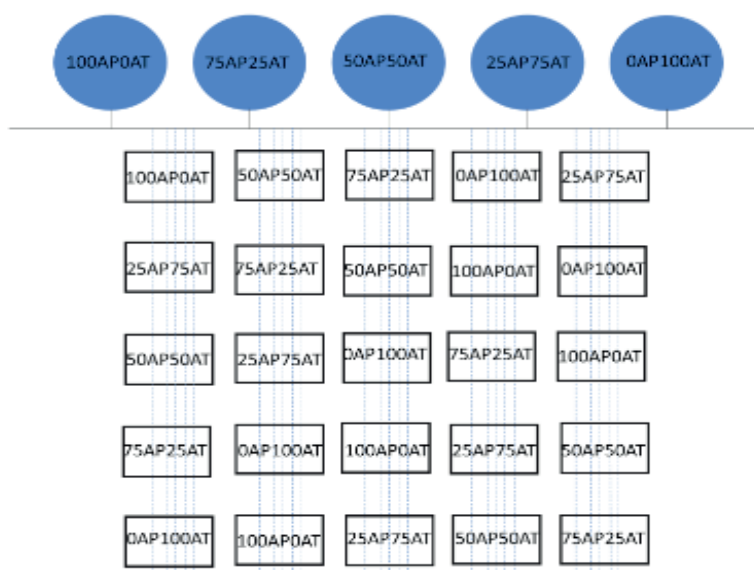 100AP0AT 75AP25AT 50AP50AT 25AP75AT 0AP100AT
100AP0AT 50AP50AT 75AP25AT 0AP100AT 25AP75AT
25AP75AT 75AP25AT 50AP50AT 100AP0AT 0AP100AT
50AP50AT 25AP75AT 0AP100AT 75AP25AT 100AP0AT
75AP25AT 0AP100AT 100AP0AT 25AP75AT 50AP50AT
0AP100AT 100AP0AT 25AP75AT 50AP50AT 75AP25AT